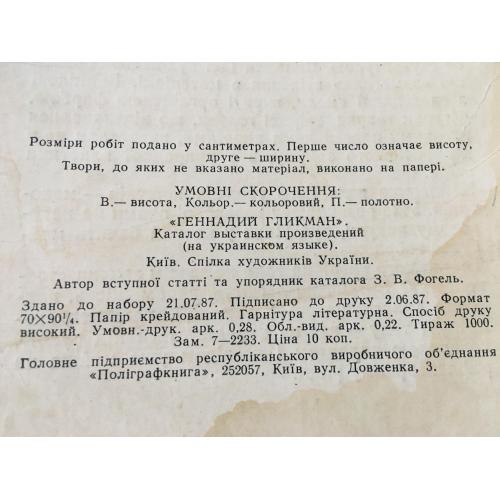 Розміри робіт подано у сантиметрах. Перше число означає висоту,
друге — ширину.
Твори, до яких не вказано матеріал, виконано на папері.
УМОВНІ СКОРОЧЕННЯ:
В.— висота, Кольор.— кольоровий, П.— полотно.
«ГЕННАДИЙ ГЛИКМАН».
Каталог выставки произведений
(на украинском языке).
Київ. Спілка художників України.
Автор вступної статті та упорядник каталога З. В. Фогель.
Здано до набору 21.07.87. Підписано до друку 2.06.87. Формат
70×90¹/₄. Папір крейдований. Гарнітура літературна. Спосіб друку
високий. Умовн.-друк. арк. 0,28. Обл.-вид. арк. 0,22. Тираж 1000.
Зам. 7—2233. Ціна 10 коп.
Головне підприємство республіканського виробничого об'єднання
«Поліграфкнига», 252057, Київ, вул. Довженка, 3.